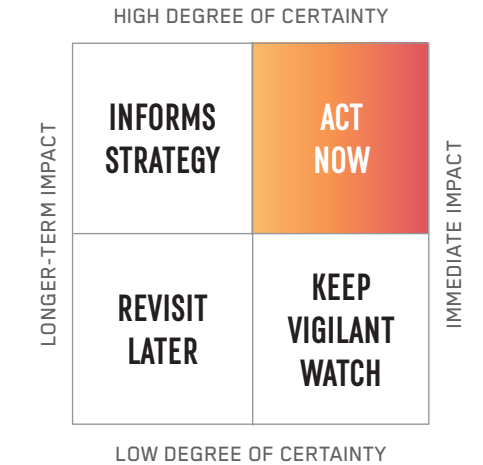 HIGH DEGREE OF CERTAINTY
LONGER-TERM IMPACT
INFORMS
STRATEGY
ACT
NOW
IMMEDIATE IMPACT
REVISIT
LATER
KEEP
VIGILANT
WATCH
LOW DEGREE OF CERTAINTY